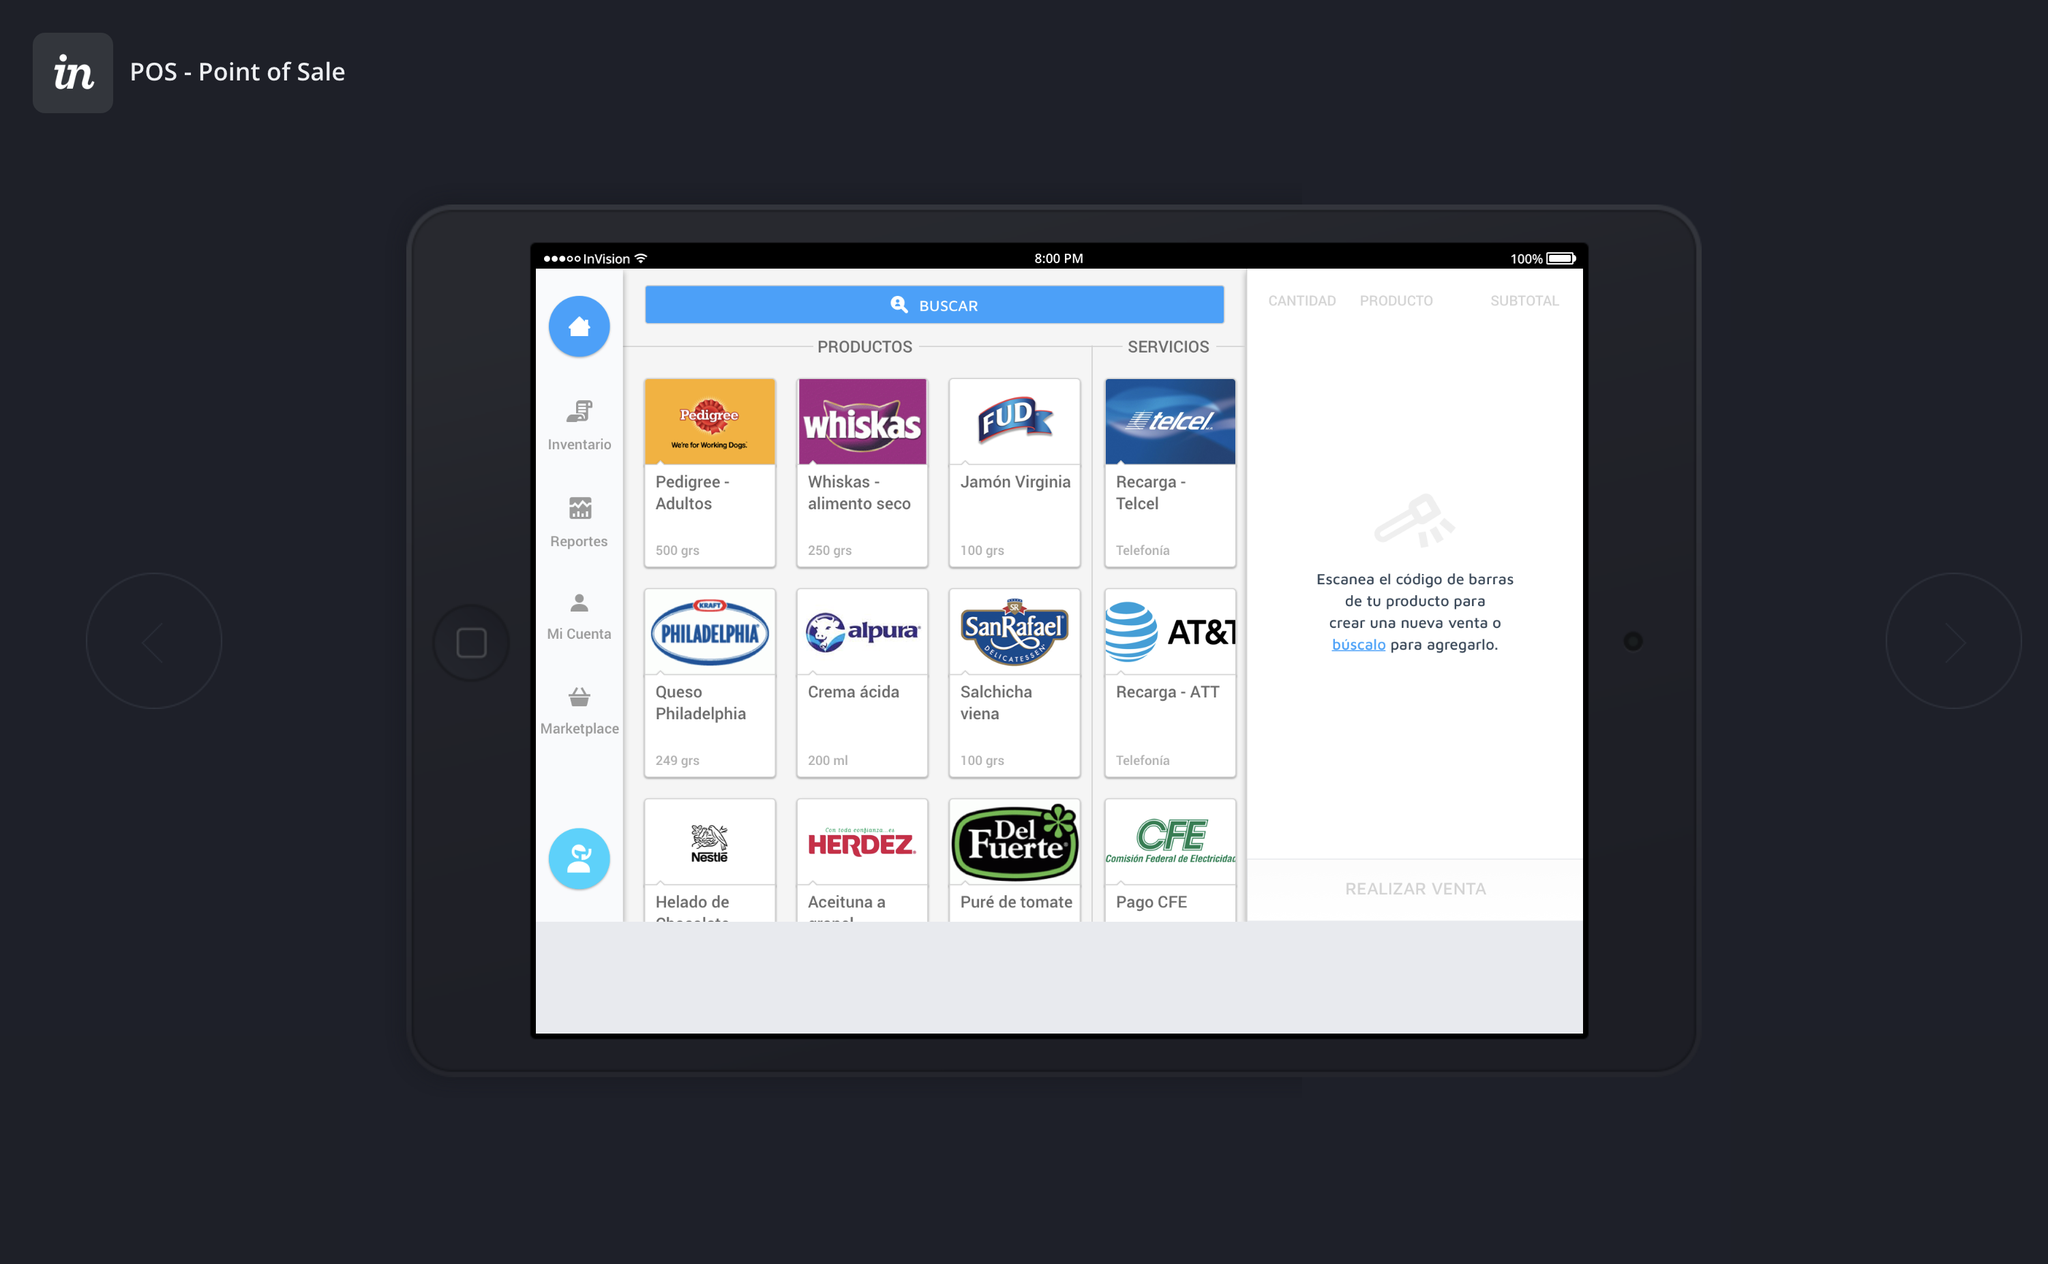 in
POS - Point of Sale
InVision
8:00 PM
100%
BUSCAR
CANTIDAD PRODUCTO SUBTOTAL
PRODUCTOS
SERVICIOS
Inventario
Reportes
Mi Cuenta
Marketplace
Pedigree
We're for Working Dogs.
Pedigree -
Adultos
500 grs
whiskas
Whiskas -
alimento seco
250 grs
FUD
Jamón Virginia
100 grs
telcel
Recarga -
Telcel
Telefonía
KRAFT
PHILADELPHIA
Queso
Philadelphia
249 grs
alpura
Crema ácida
200 ml
SR
SanRafael
DELICATESSEN
Salchicha
viena
100 grs
AT&T
Recarga - ATT
Telefonía
Nestlé
Helado de
Chocolate
Con toda confianza.. es
HERDEZ
Aceituna a
granel
Del
Fuerte
Puré de tomate
CFE
Comisión Federal de Electricidad
Pago CFE
Escanea el código de barras
de tu producto para
crear una nueva venta o
búscalo para agregarlo.
REALIZAR VENTA